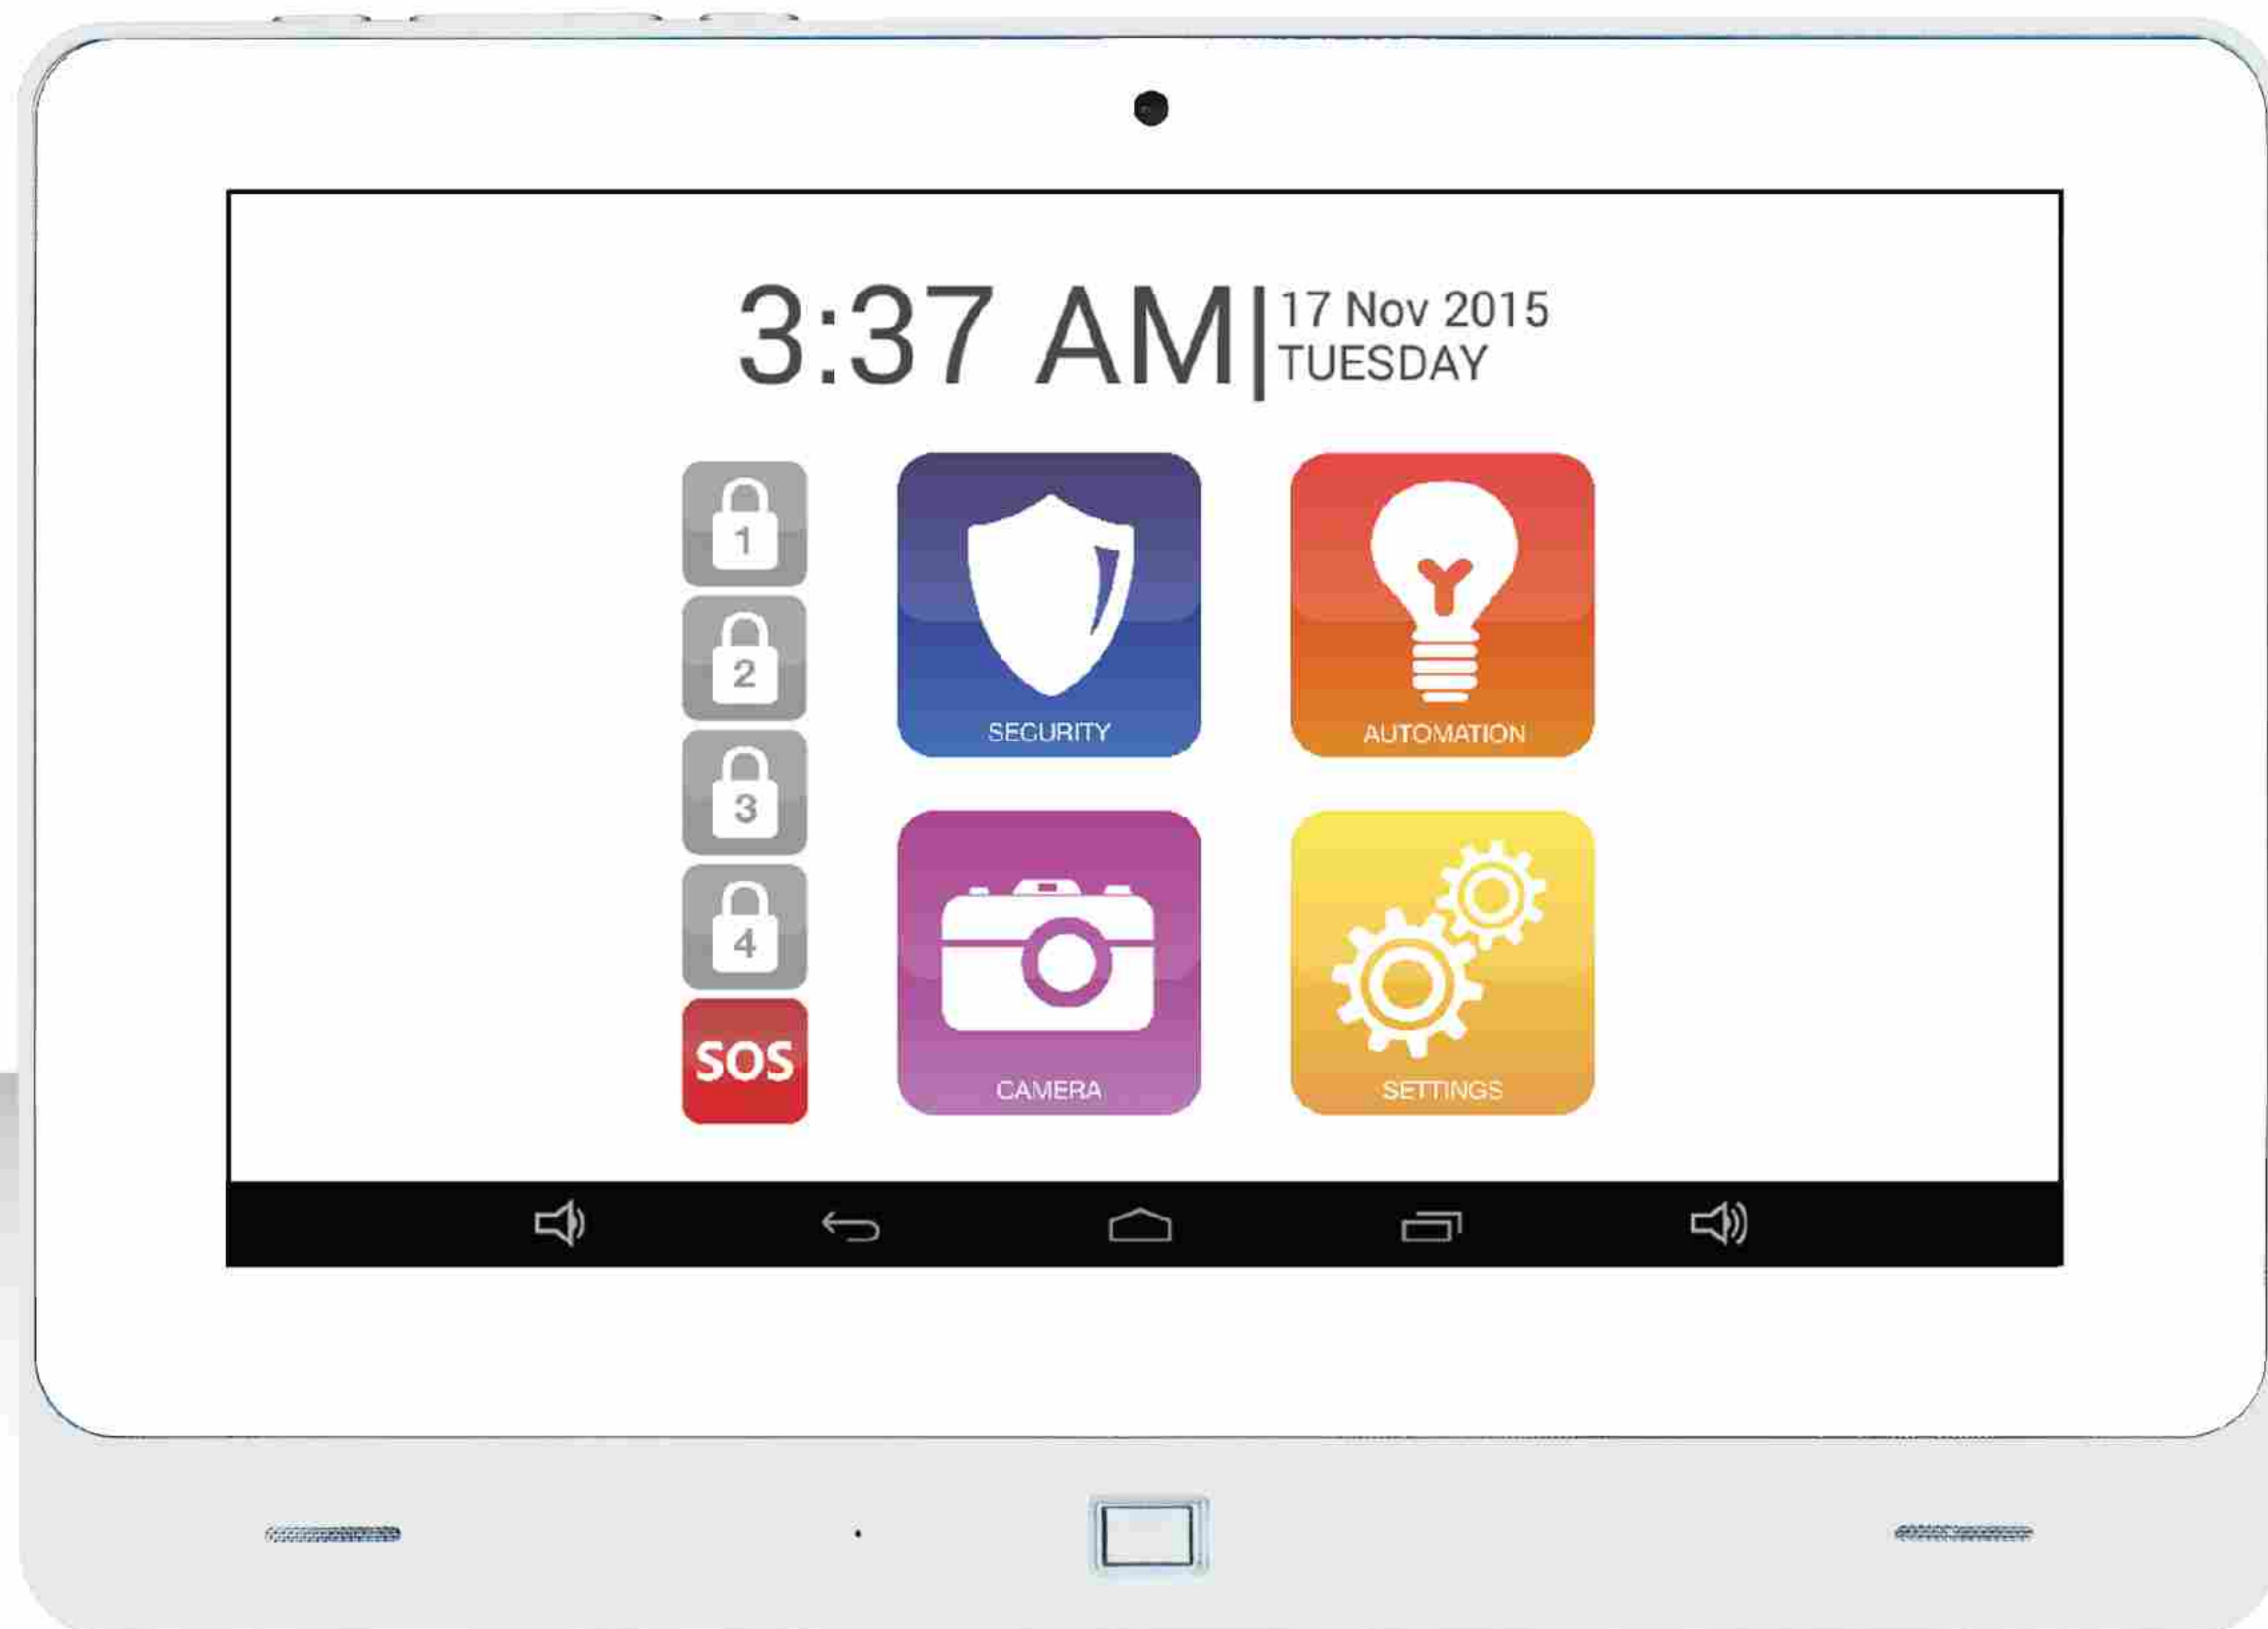 3:37 AM
17 Nov 2015
TUESDAY
1
2
3
4
SOS
SECURITY
AUTOMATION
CAMERA
SETTINGS